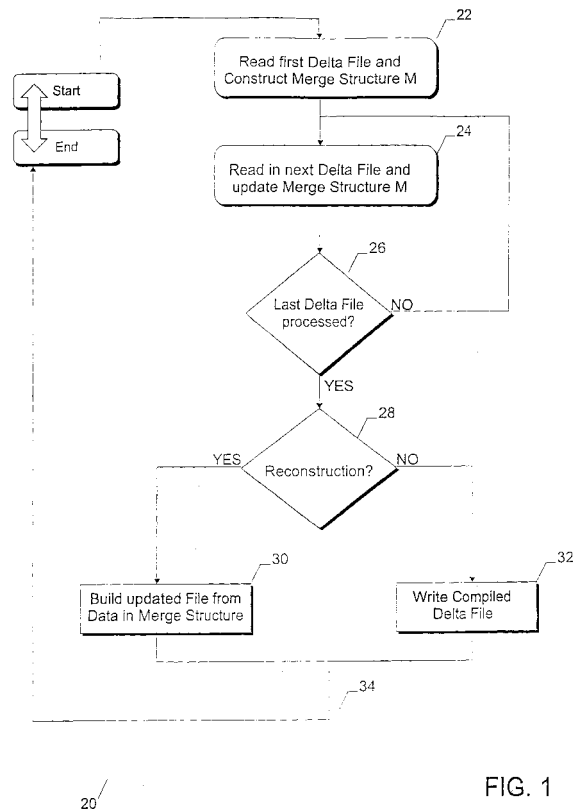 22
Read first Delta File and
Construct Merge Structure M
Start
End
24
Read in next Delta File and
update Merge Structure M
26
Last Delta File
processed?
NO
YES
28
YES
Reconstruction?
NO
30
Build updated File from
Data in Merge Structure
32
Write Compiled
Delta File
34
20
FIG. 1